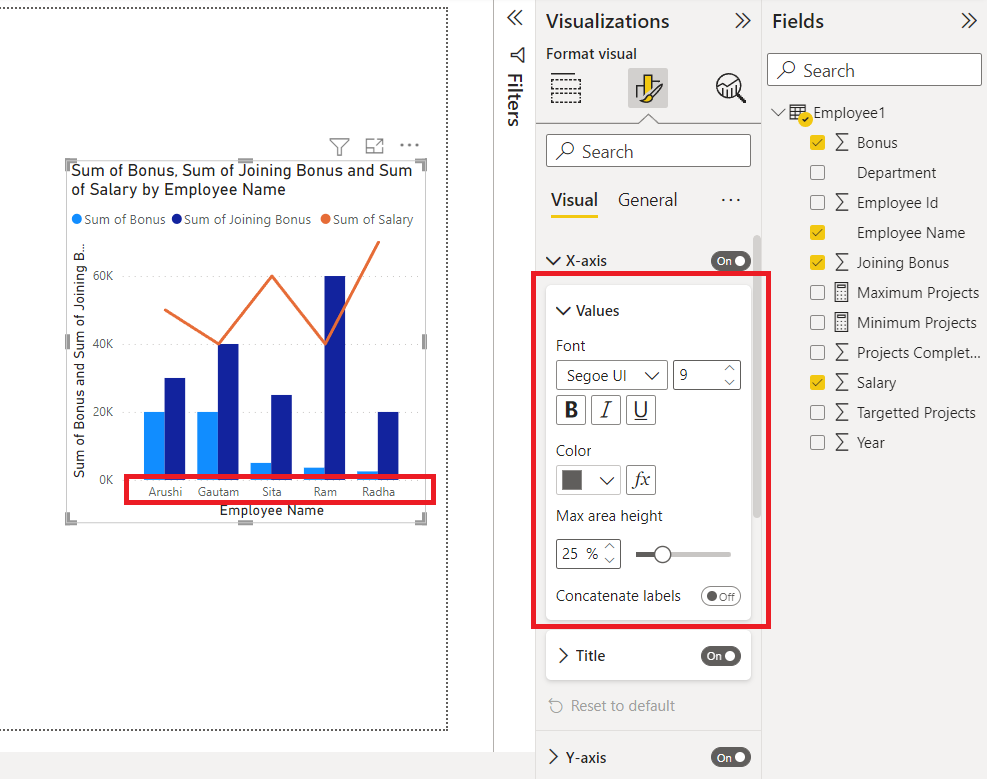 Sum of Bonus, Sum of Joining Bonus and Sum
of Salary by Employee Name
Sum of Bonus Sum of Joining Bonus Sum of Salary
Sum of Bonus and Sum of Joining B...
60K
40K
20K
0K
Arushi Gautam Sita Ram Radha
Employee Name
Filters
Visualizations
Format visual
Search
Visual General ...
X-axis On
Values
Font
Segoe UI 9
B I U
Color
fx
Max area height
25 %
Concatenate labels Off
Title On
Reset to default
Y-axis On
Fields
Search
Employee1
∑ Bonus
Department
∑ Employee Id
Employee Name
∑ Joining Bonus
Maximum Projects
Minimum Projects
∑ Projects Complet...
∑ Salary
∑ Targetted Projects
∑ Year